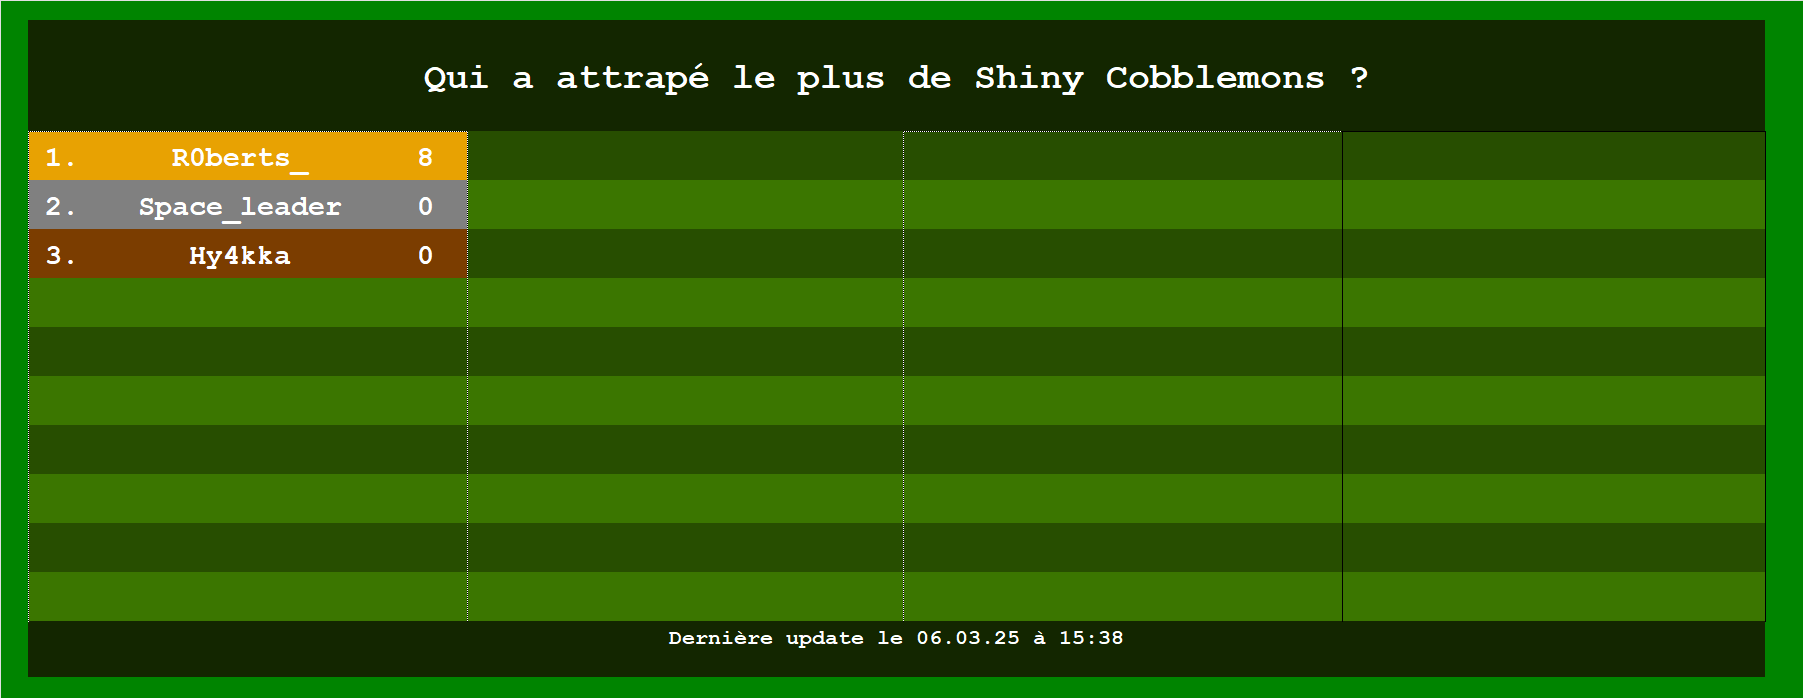 Qui a attrapé le plus de Shiny Cobblemons ?
1. R0berts_ 8
2. Space_leader 0
3. Hy4kka 0
Dernière update le 06.03.25 à 15:38